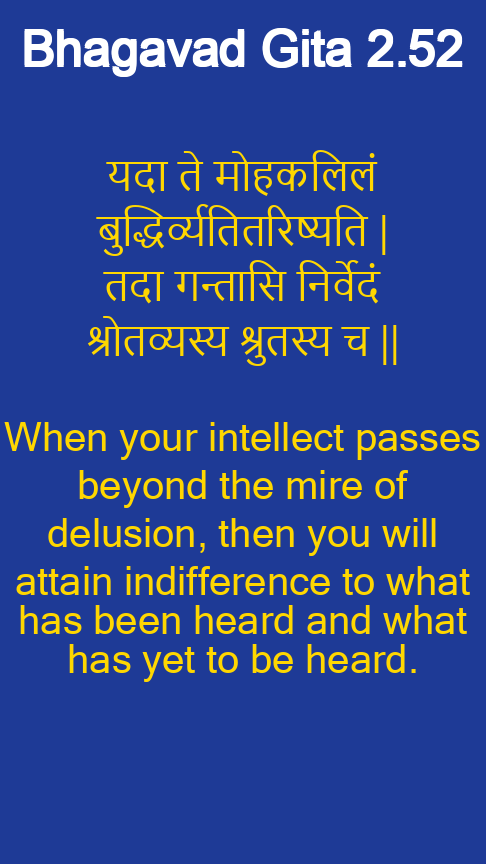 Bhagavad Gita 2.52
यदा ते मोहकलिलं
बुद्धिर्व्यतितरिष्यति |
तदा गन्तासि निर्वेदं
श्रोतव्यस्य श्रुतस्य च ||
When your intellect passes
beyond the mire of
delusion, then you will
attain indifference to what
has been heard and what
has yet to be heard.